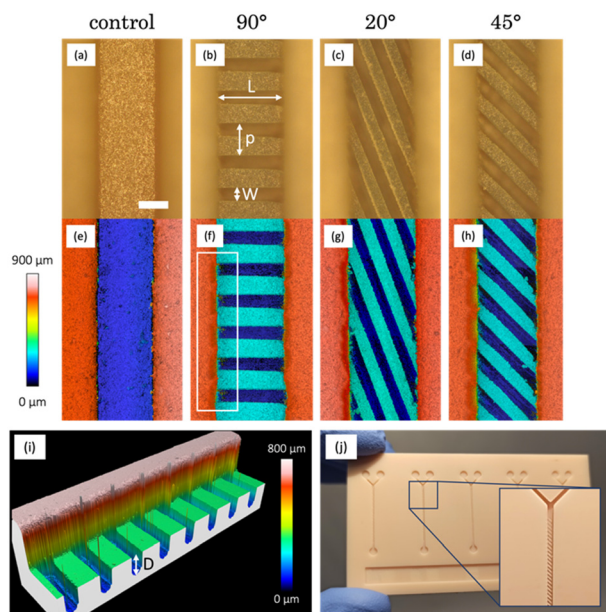 control 90° 20° 45°
(a) (b) (c) (d)
L
p
W
(e) (f) (g) (h)
900 μm
0 μm
(i) 800 μm (j)
D
0 μm